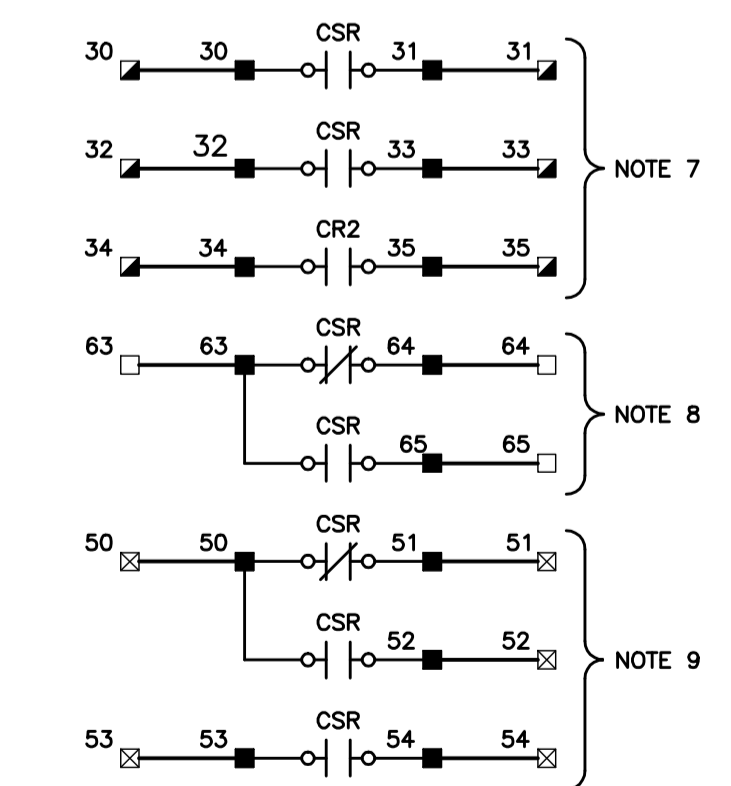 CSR
30 30 31 31
CSR
32 32 33 33
NOTE 7
CR2
34 34 35 35
CSR
63 63 64 64
NOTE 8
CSR
65 65
CSR
50 50 51 51
CSR
52 52
NOTE 9
CSR
53 53 54 54